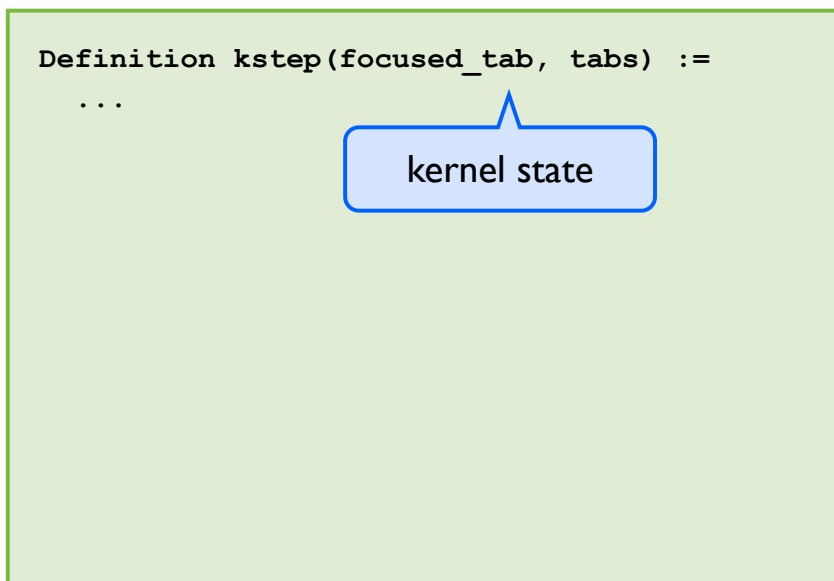 Definition kstep(focused_tab, tabs) :=
...
kernel state